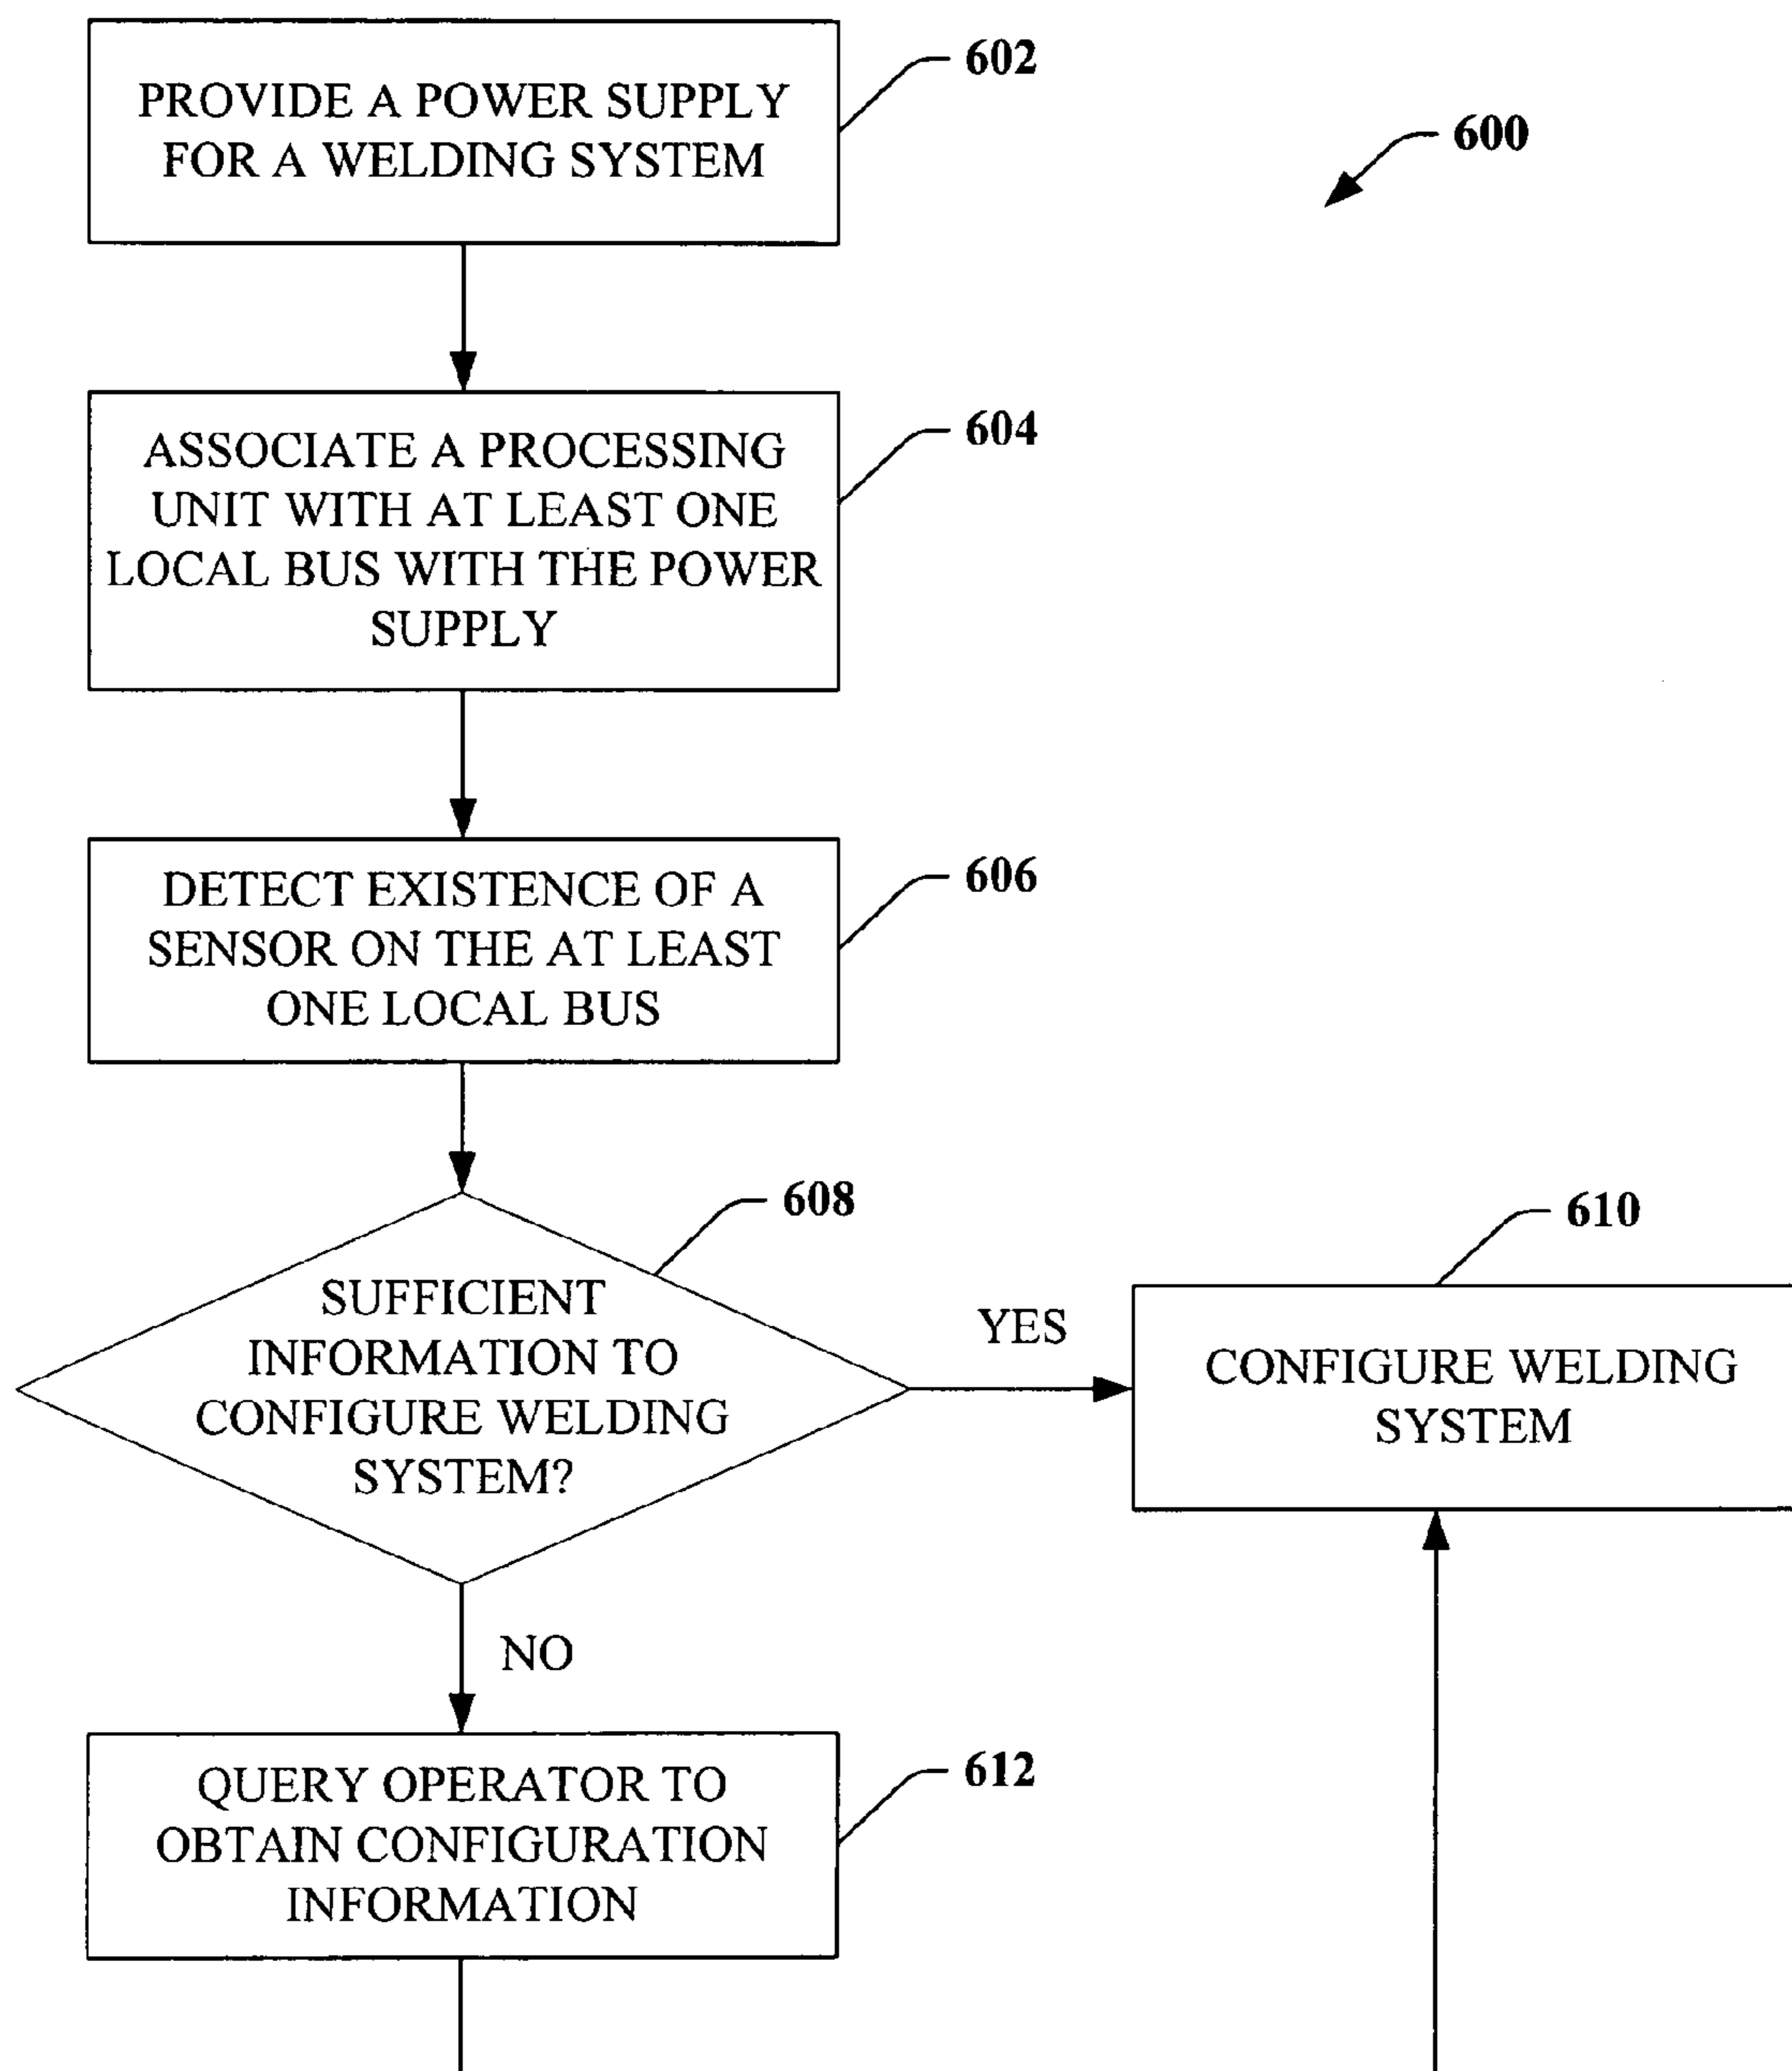 602
PROVIDE A POWER SUPPLY
FOR A WELDING SYSTEM
600
604
ASSOCIATE A PROCESSING
UNIT WITH AT LEAST ONE
LOCAL BUS WITH THE POWER
SUPPLY
606
DETECT EXISTENCE OF A
SENSOR ON THE AT LEAST
ONE LOCAL BUS
608
SUFFICIENT
INFORMATION TO
CONFIGURE WELDING
SYSTEM?
YES
610
CONFIGURE WELDING
SYSTEM
NO
612
QUERY OPERATOR TO
OBTAIN CONFIGURATION
INFORMATION